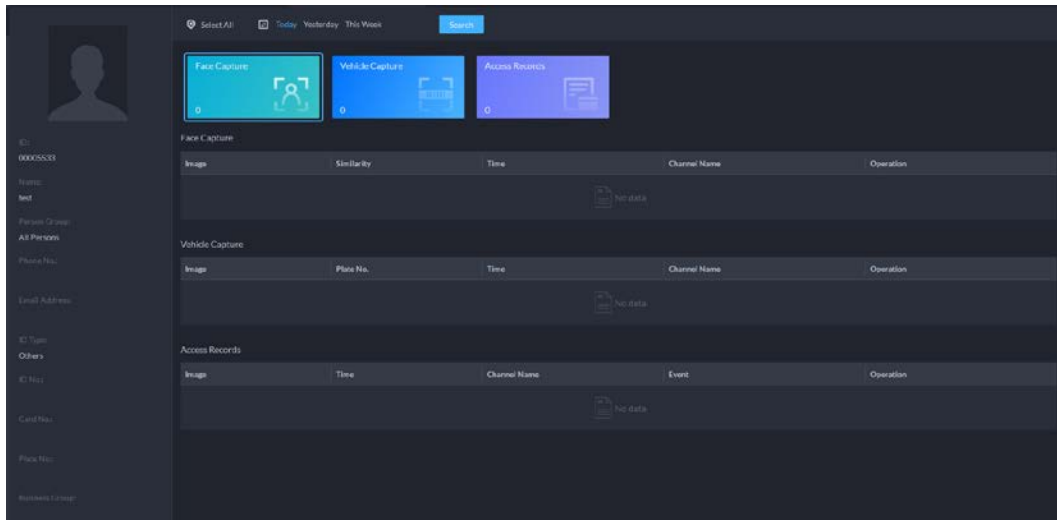 Select All Today Yesterday This Week Search
Face Capture
0
Vehicle Capture
0
Access Records
0
ID:
00005533
Name:
test
Person Group:
All Persons
Phone No.:
Email Address:
ID Type:
Others
ID No.:
Card No.:
Plate No.:
Business Group:
Face Capture
Image Similarity Time Channel Name Operation
No data
Vehicle Capture
Image Plate No. Time Channel Name Operation
No data
Access Records
Image Time Channel Name Event Operation
No data